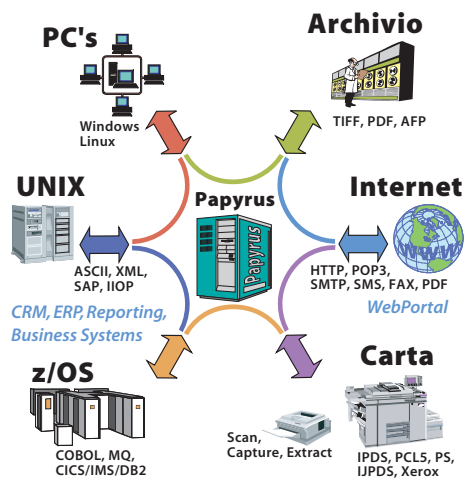 PC's
Archivio
Windows
Linux
TIFF, PDF, AFP
UNIX
Papyrus
Internet
Papyrus
WWW
ASCII, XML,
SAP, IIOP
HTTP, POP3,
SMTP, SMS, FAX, PDF
CRM, ERP, Reporting,
Business Systems
WebPortal
z/OS
Carta
COBOL, MQ,
CICS/IMS/DB2
Scan,
Capture, Extract
IPDS, PCL5, PS,
IJPDS, Xerox